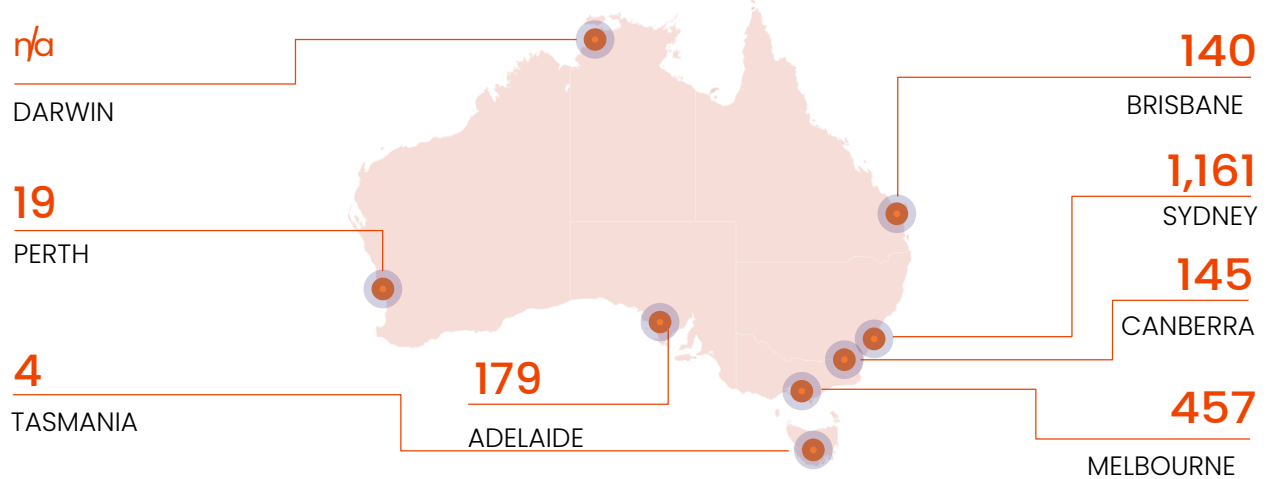 n/a
DARWIN
19
PERTH
4
TASMANIA
179
ADELAIDE
140
BRISBANE
1,161
SYDNEY
145
CANBERRA
457
MELBOURNE